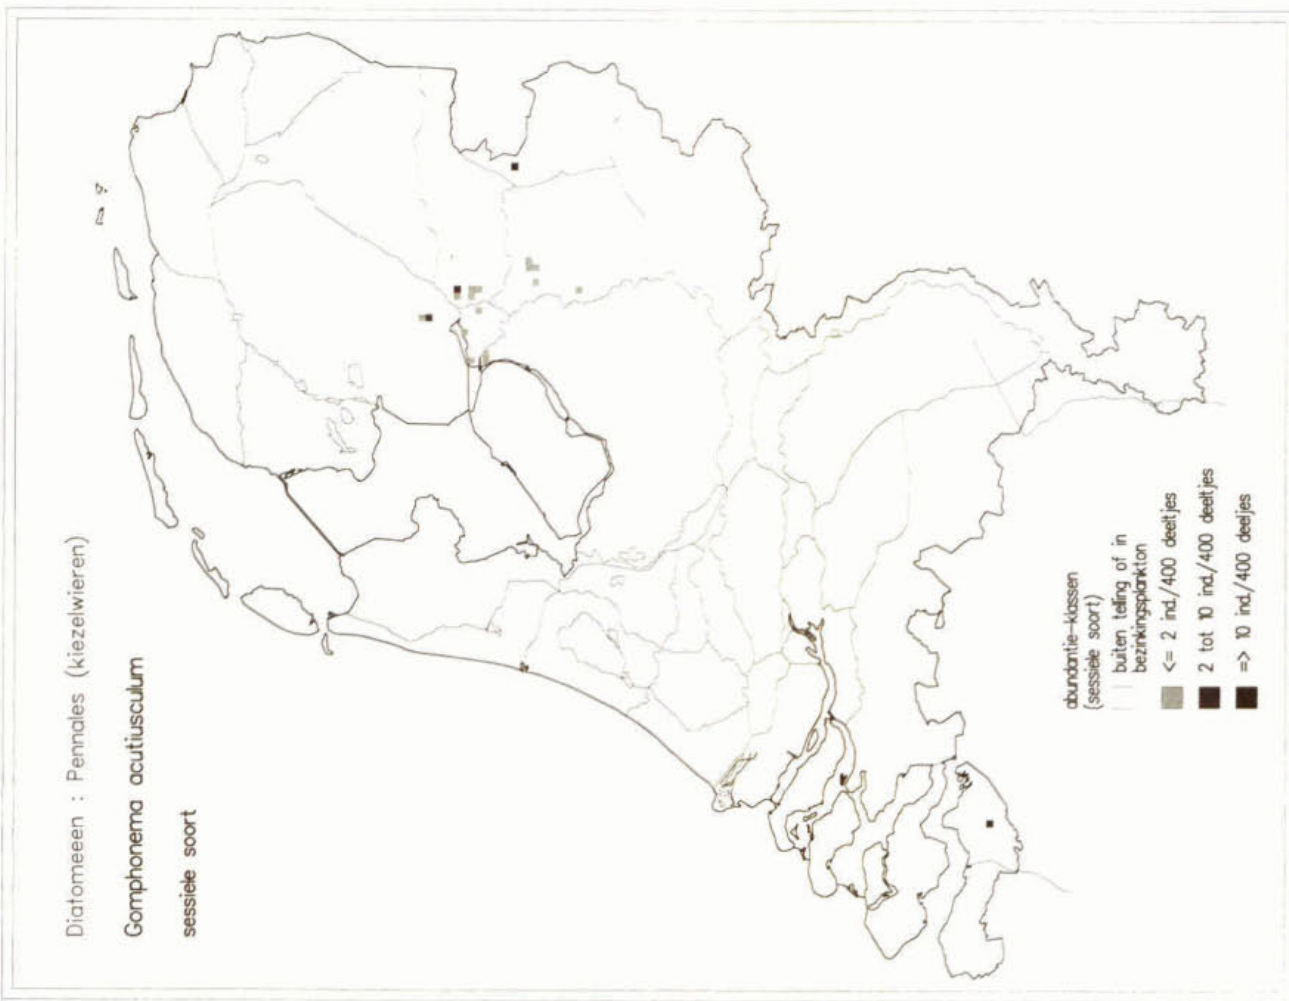 Diatomeeen : Pennales (kiezelwieren)
Gomphonema acutiusculum
sessiele soort
abundantie-klassen
(sessiele soort)
buiten telling of in
bezinkingsplankton
<= 2 ind./400 deeltjes
2 tot 10 ind./400 deeltjes
=> 10 ind./400 deeljes